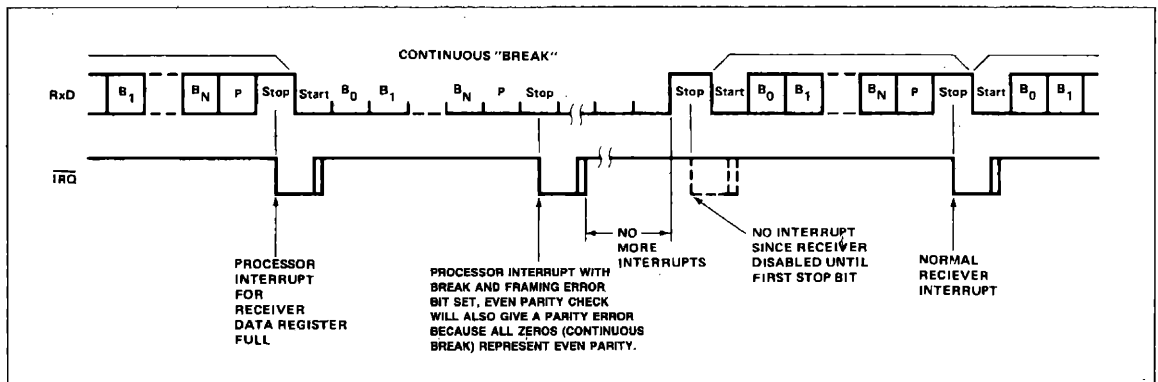 CONTINUOUS "BREAK"
RxD B1 BN P Stop Start B0 B1 BN P Stop Stop Start B0 B1 BN P Stop Start B0 B1
IRQ
PROCESSOR
INTERRUPT
FOR
RECEIVER
DATA REGISTER
FULL
PROCESSOR INTERRUPT WITH
BREAK AND FRAMING ERROR
BIT SET, EVEN PARITY CHECK
WILL ALSO GIVE A PARITY ERROR
BECAUSE ALL ZEROS (CONTINUOUS
BREAK) REPRESENT EVEN PARITY.
NO
MORE
INTERRUPTS
NO INTERRUPT
SINCE RECEIVER
DISABLED UNTIL
FIRST STOP BIT
NORMAL
RECIEVER
INTERRUPT